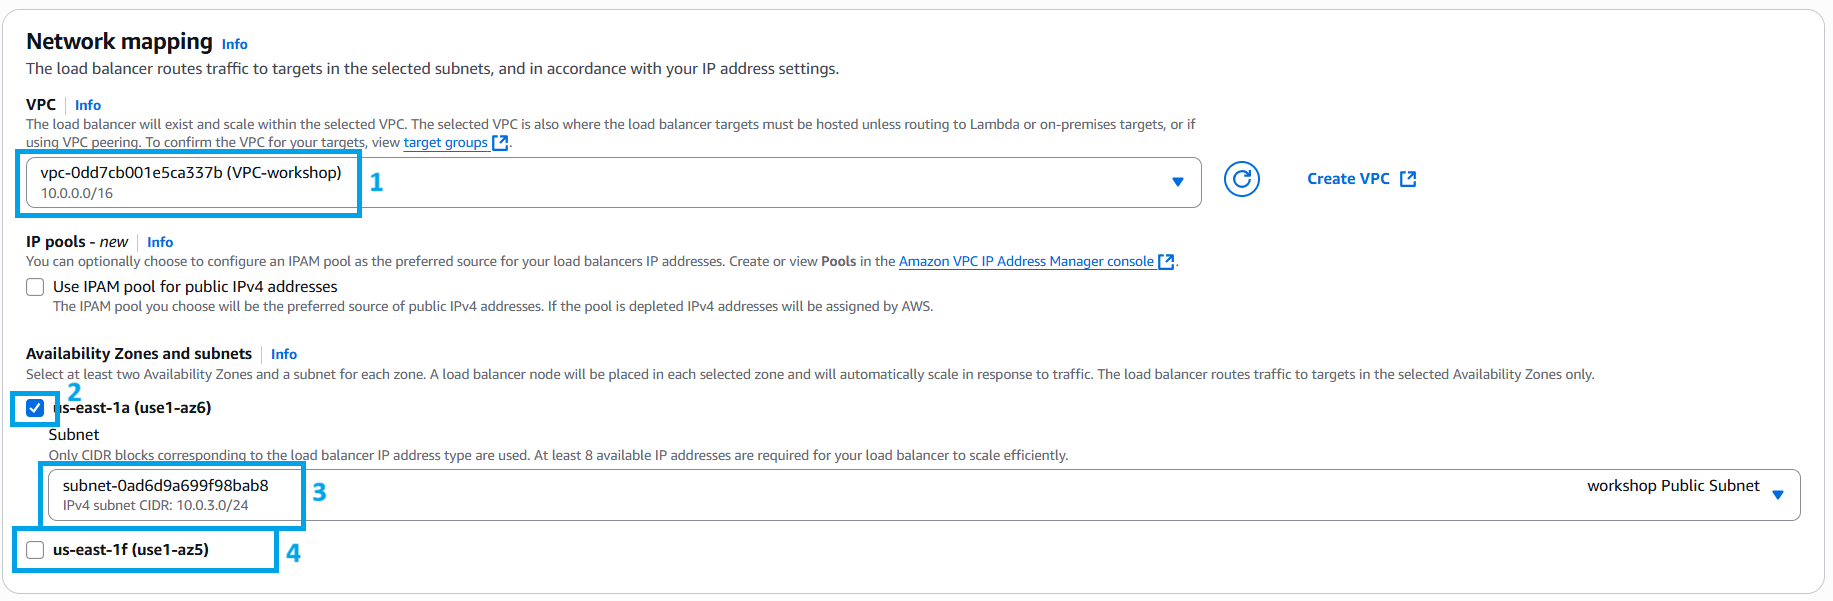 Network mapping Info
The load balancer routes traffic to targets in the selected subnets, and in accordance with your IP address settings.
VPC Info
The load balancer will exist and scale within the selected VPC. The selected VPC is also where the load balancer targets must be hosted unless routing to Lambda or on-premises targets, or if
using VPC peering. To confirm the VPC for your targets, view target groups.
vpc-0dd7cb001e5ca337b (VPC-workshop) 1
10.0.0.0/16
Create VPC
IP pools - new Info
You can optionally choose to configure an IPAM pool as the preferred source for your load balancers IP addresses. Create or view Pools in the Amazon VPC IP Address Manager console.
Use IPAM pool for public IPv4 addresses
The IPAM pool you choose will be the preferred source of public IPv4 addresses. If the pool is depleted IPv4 addresses will be assigned by AWS.
Availability Zones and subnets Info
Select at least two Availability Zones and a subnet for each zone. A load balancer node will be placed in each selected zone and will automatically scale in response to traffic. The load balancer routes traffic to targets in the selected Availability Zones only.
2
us-east-1a (use1-az6)
Subnet
Only CIDR blocks corresponding to the load balancer IP address type are used. At least 8 available IP addresses are required for your load balancer to scale efficiently.
subnet-0ad6d9a699f98bab8 3 workshop Public Subnet
IPv4 subnet CIDR: 10.0.3.0/24
us-east-1f (use1-az5) 4